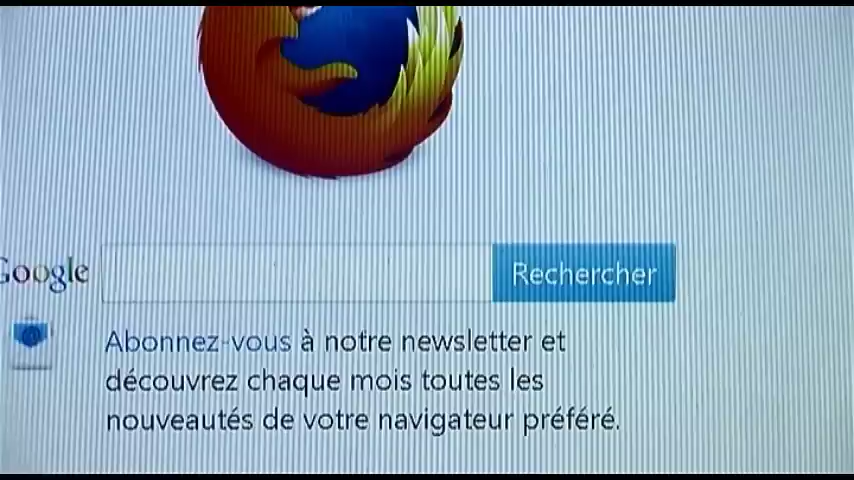 Google
Rechercher
Abonnez-vous à notre newsletter et
découvrez chaque mois toutes les
nouveautés de votre navigateur préféré.